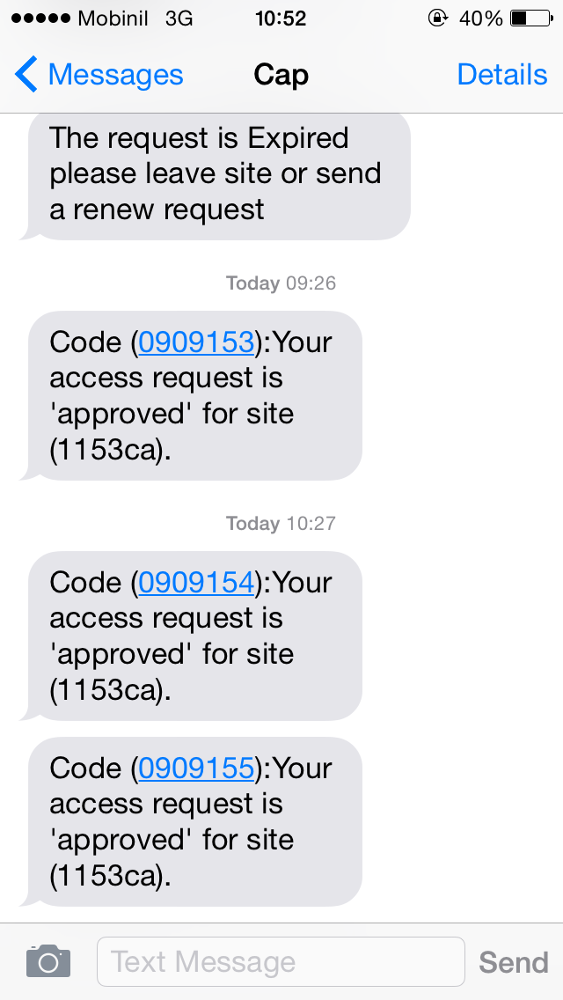 Mobinil 3G 10:52 40%
Messages Cap Details
The request is Expired
please leave site or send
a renew request
Today 09:26
Code (0909153):Your
access request is
'approved' for site
(1153ca).
Today 10:27
Code (0909154):Your
access request is
'approved' for site
(1153ca).
Code (0909155):Your
access request is
'approved' for site
(1153ca).
Text Message Send